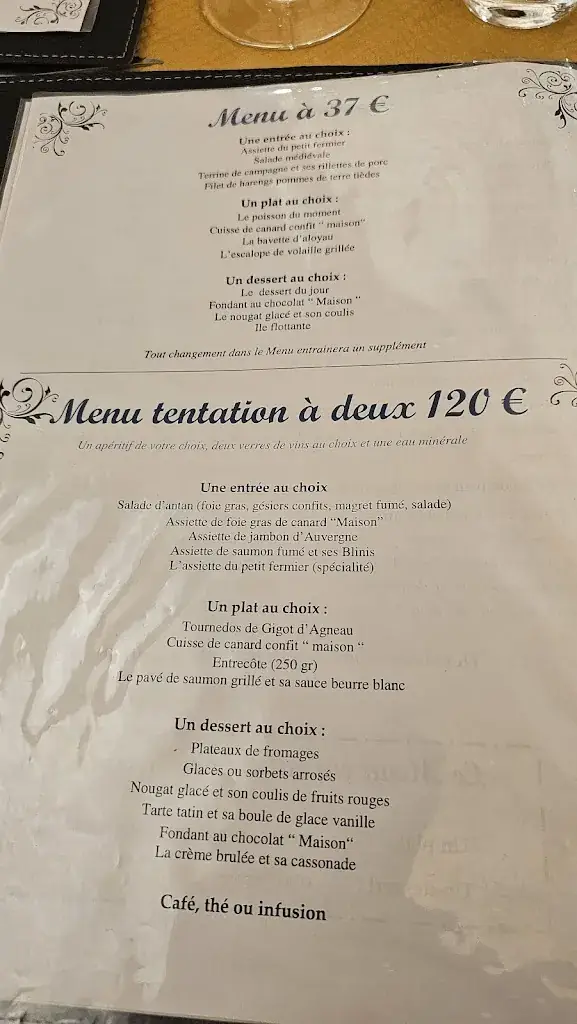 Menu à 37 €
Une entrée au choix :
Assiette du petit fermier
Salade médiévale
Terrine de campagne et ses rillettes de porc
Filet de harengs pommes de terre tièdes
Un plat au choix :
Le poisson du moment
Cuisse de canard confit " maison"
La bavette d'aloyau
L'escalope de volaille grillée
Un dessert au choix :
Le dessert du jour
Fondant au chocolat " Maison "
Le nougat glacé et son coulis
Ile flottante
Tout changement dans le Menu entrainera un supplément
Menu tentation à deux 120 €
Un apéritif de votre choix, deux verres de vins au choix et une eau minérale
Une entrée au choix
Salade d'antan (foie gras, gésiers confits, magret fumé, salade)
Assiette de foie gras de canard "Maison"
Assiette de jambon d'Auvergne
Assiette de saumon fumé et ses Blinis
L'assiette du petit fermier (spécialité)
Un plat au choix :
Tournedos de Gigot d'Agneau
Cuisse de canard confit " maison "
Entrecôte (250 gr)
Le pavé de saumon grillé et sa sauce beurre blanc
Un dessert au choix :
Plateaux de fromages
Glaces ou sorbets arrosés
Nougat glacé et son coulis de fruits rouges
Tarte tatin et sa boule de glace vanille
Fondant au chocolat " Maison"
La crème brulée et sa cassonade
Café, thé ou infusion